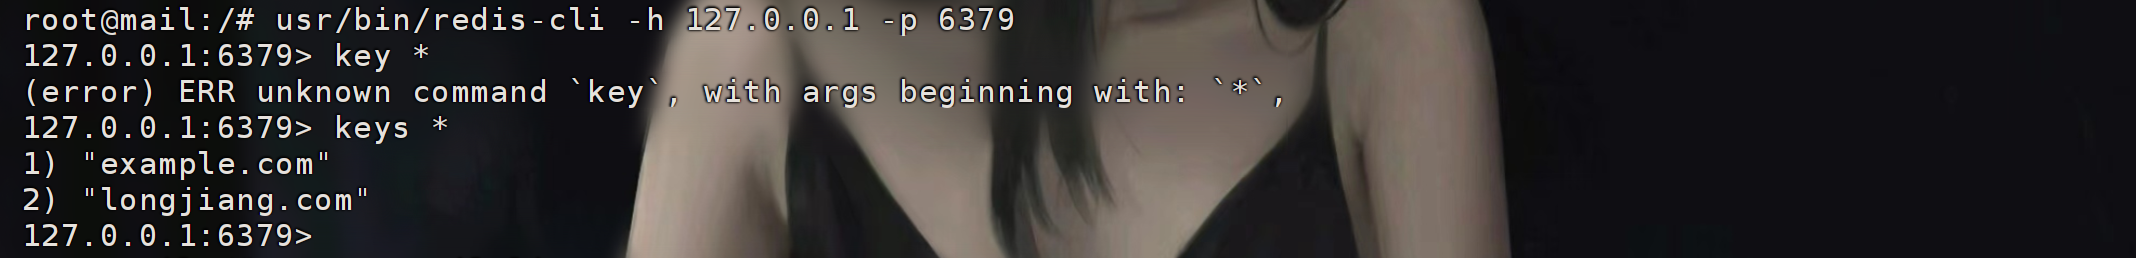 root@mail:/# usr/bin/redis-cli -h 127.0.0.1 -p 6379
127.0.0.1:6379> key *
(error) ERR unknown command `key`, with args beginning with: `*`,
127.0.0.1:6379> keys *
1) "example.com"
2) "longjiang.com"
127.0.0.1:6379>